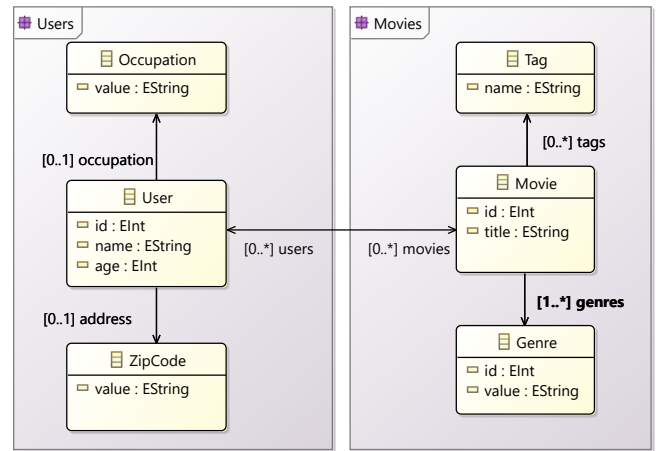 Users
Occupation
value : EString
[0..1] occupation
User
id : EInt
name : EString
age : EInt
[0..1] address
ZipCode
value : EString
[0..*] users
[0..*] movies
Movies
Tag
name : EString
[0..*] tags
Movie
id : EInt
title : EString
[1..*] genres
Genre
id : EInt
value : EString